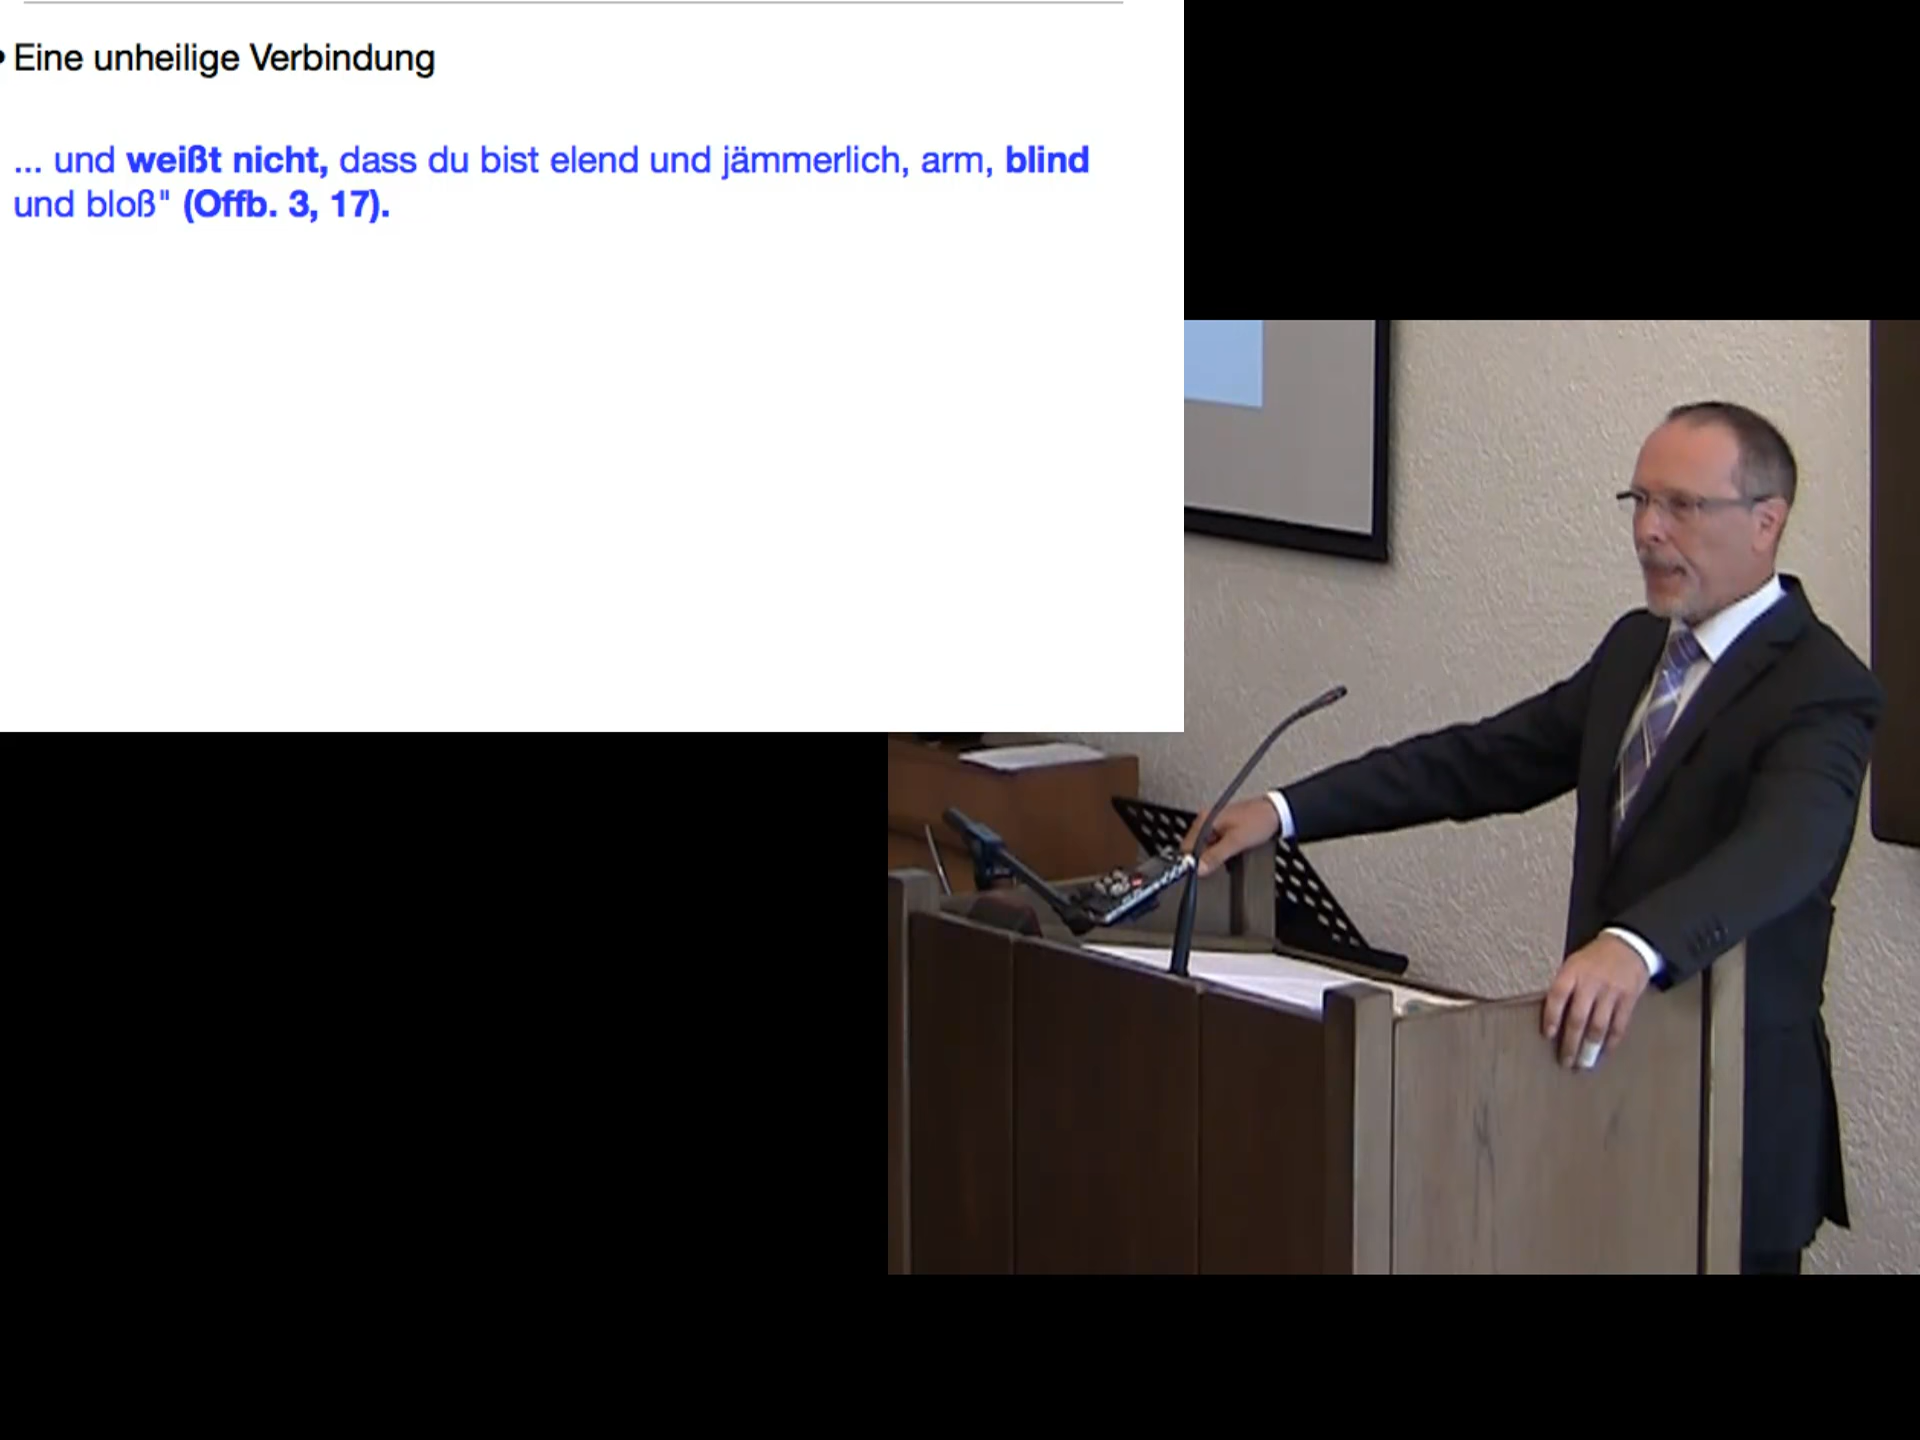 • Eine unheilige Verbindung
... und weißt nicht, dass du bist elend und jämmerlich, arm, blind
und bloß" (Offb. 3, 17).